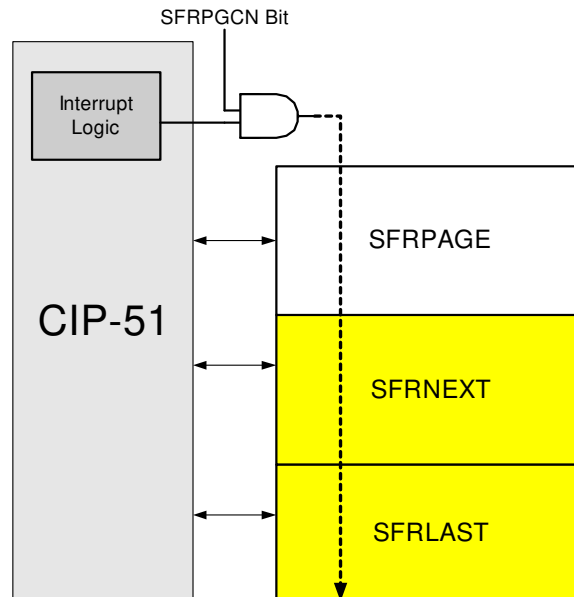 SFRPGCN Bit
Interrupt
Logic
SFRPAGE
CIP-51
SFRNEXT
SFRLAST